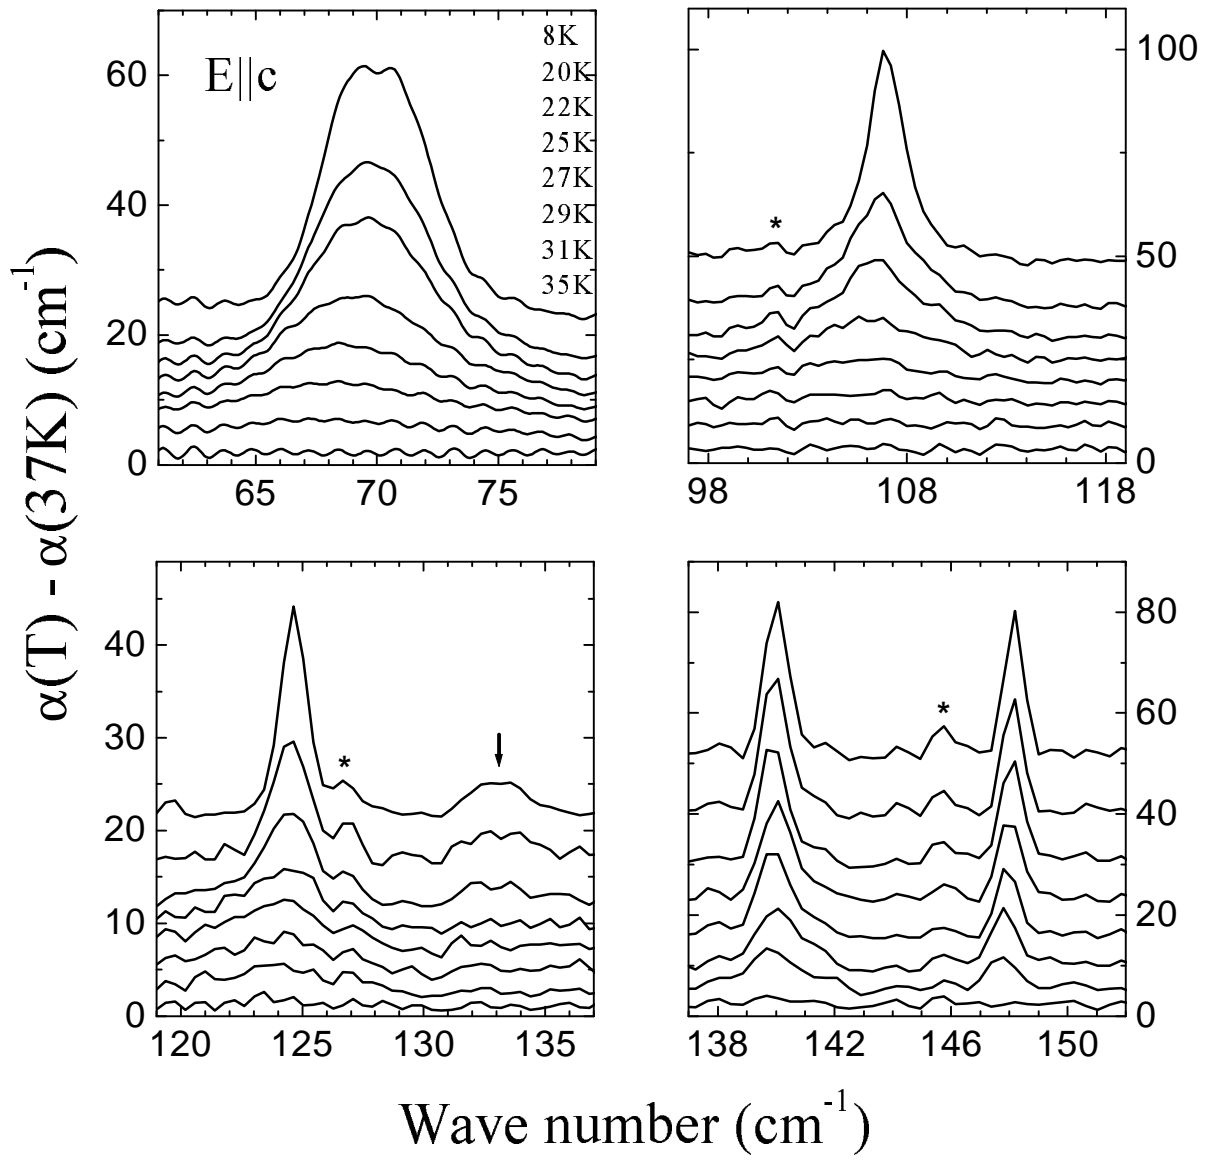 α(T) - α(37K) (cm⁻¹)
E||c
8K
20K
22K
25K
27K
29K
31K
35K
60
40
20
0
65 70 75
*
100
50
0
98 108 118
*
40
30
20
10
0
120 125 130 135
*
80
60
40
20
0
138 142 146 150
Wave number (cm⁻¹)